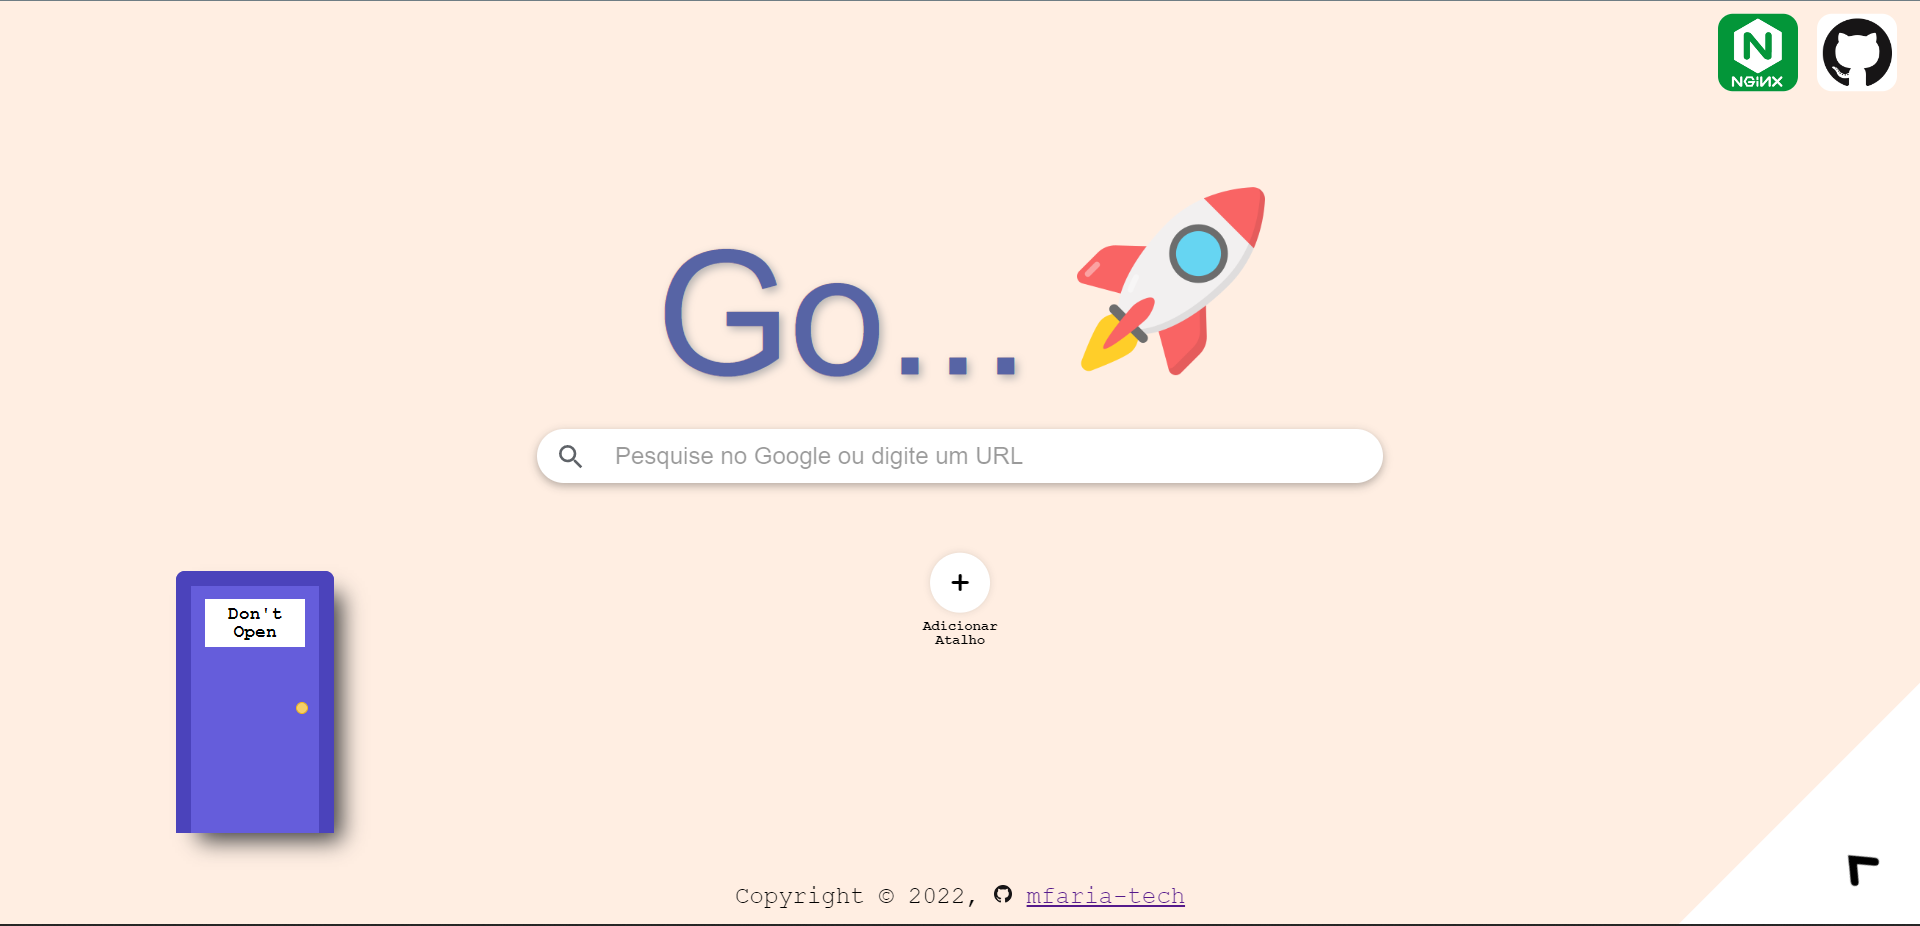 NGiNX
Go...
Pesquise no Google ou digite um URL
Don't
Open
Adicionar
Atalho
Copyright © 2022, mfaria-tech